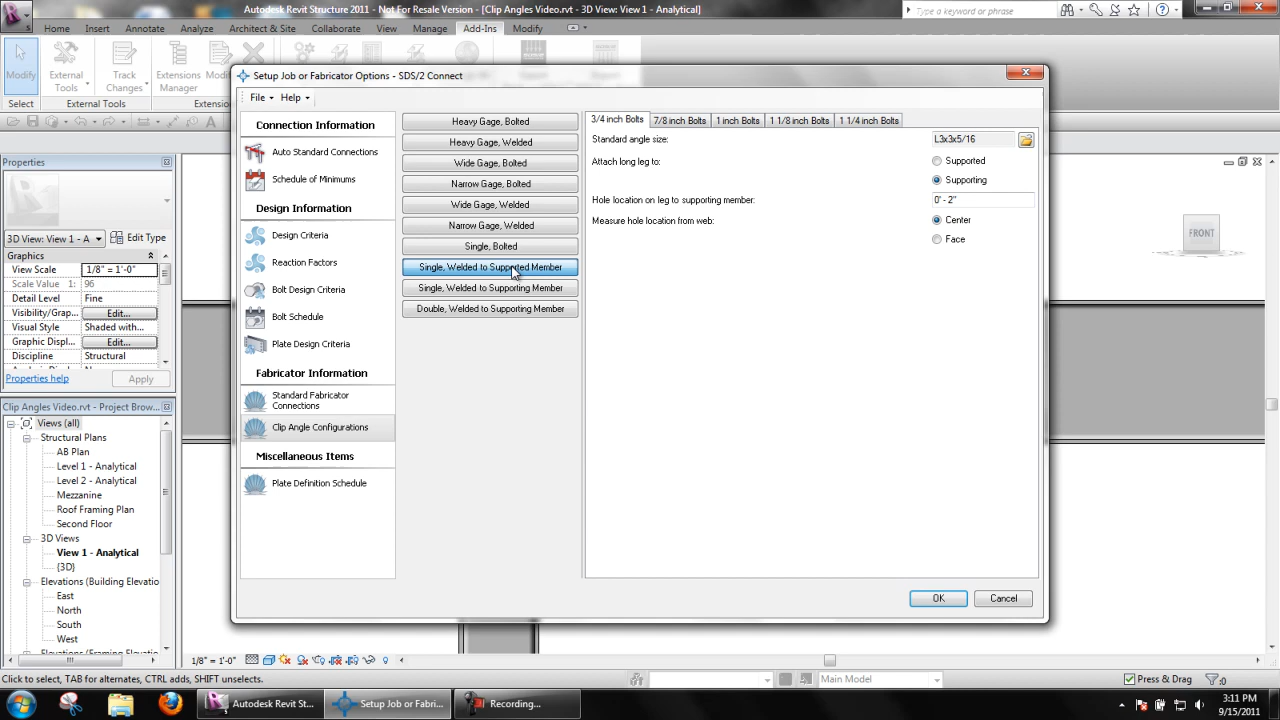 Autodesk Revit Structure 2011 - Not For Resale Version - [Clip Angles Video.rvt - 3D View: View 1 - Analytical]
Type a keyword or phrase
Home Insert Annotate Analyze Architect & Site Collaborate View Manage Add-Ins Modify
Modify
External Tools
Track Changes
Extensions Manager
Select
External Tools
Setup Job or Fabricator Options - SDS/2 Connect
File Help
Connection Information
Auto Standard Connections
Schedule of Minimums
Design Information
Design Criteria
Reaction Factors
Bolt Design Criteria
Bolt Schedule
Plate Design Criteria
Fabricator Information
Standard Fabricator
Connections
Clip Angle Configurations
Miscellaneous Items
Plate Definition Schedule
Heavy Gage, Bolted
Heavy Gage, Welded
Wide Gage, Bolted
Narrow Gage, Bolted
Wide Gage, Welded
Narrow Gage, Welded
Single, Bolted
Single, Welded to Supported Member
Single, Welded to Supporting Member
Double, Welded to Supporting Member
3/4 inch Bolts 7/8 inch Bolts 1 inch Bolts 1 1/8 inch Bolts 1 1/4 inch Bolts
Standard angle size: L3x3x5/16
Attach long leg to: Supported
Supporting
Hole location on leg to supporting member: 0' - 2"
Measure hole location from web: Center
Face
OK Cancel
FRONT
Properties
3D View: View 1 - A Edit Type
Graphics
View Scale 1/8" = 1'-0"
Scale Value 1: 96
Detail Level Fine
Visibility/Grap... Edit...
Visual Style Shaded with...
Graphic Displ... Edit...
Discipline Structural
Properties help Apply
Clip Angles Video.rvt - Project Brow...
Views (all)
Structural Plans
AB Plan
Level 1 - Analytical
Level 2 - Analytical
Mezzanine
Roof Framing Plan
Second Floor
3D Views
View 1 - Analytical
{3D}
Elevations (Building Elevatio
East
North
South
West
1/8" = 1'-0"
Click to select, TAB for alternates, CTRL adds, SHIFT unselects.
Main Model
Press & Drag
:0
Autodesk Revit St...
Setup Job or Fabri...
Recording...
3:11 PM
9/15/2011